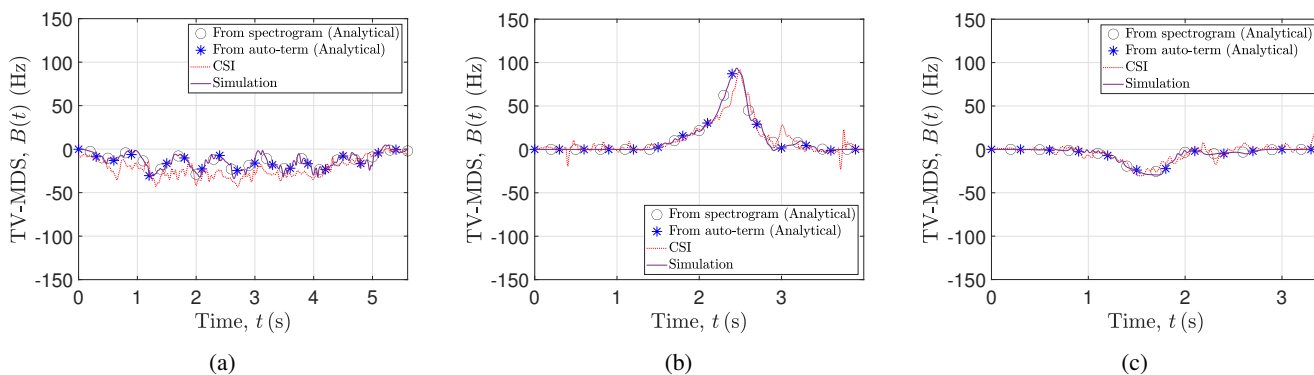 150
100
50
0
-50
-100
-150
TV-MDS, B(t) (Hz)
From spectrogram (Analytical)
From auto-term (Analytical)
CSI
Simulation
0 1 2 3 4 5
Time, t (s)
(a)
150
100
50
0
-50
-100
-150
TV-MDS, B(t) (Hz)
From spectrogram (Analytical)
From auto-term (Analytical)
CSI
Simulation
0 1 2 3
Time, t (s)
(b)
150
100
50
0
-50
-100
-150
TV-MDS, B(t) (Hz)
From spectrogram (Analytical)
From auto-term (Analytical)
CSI
Simulation
0 1 2 3
Time, t (s)
(c)